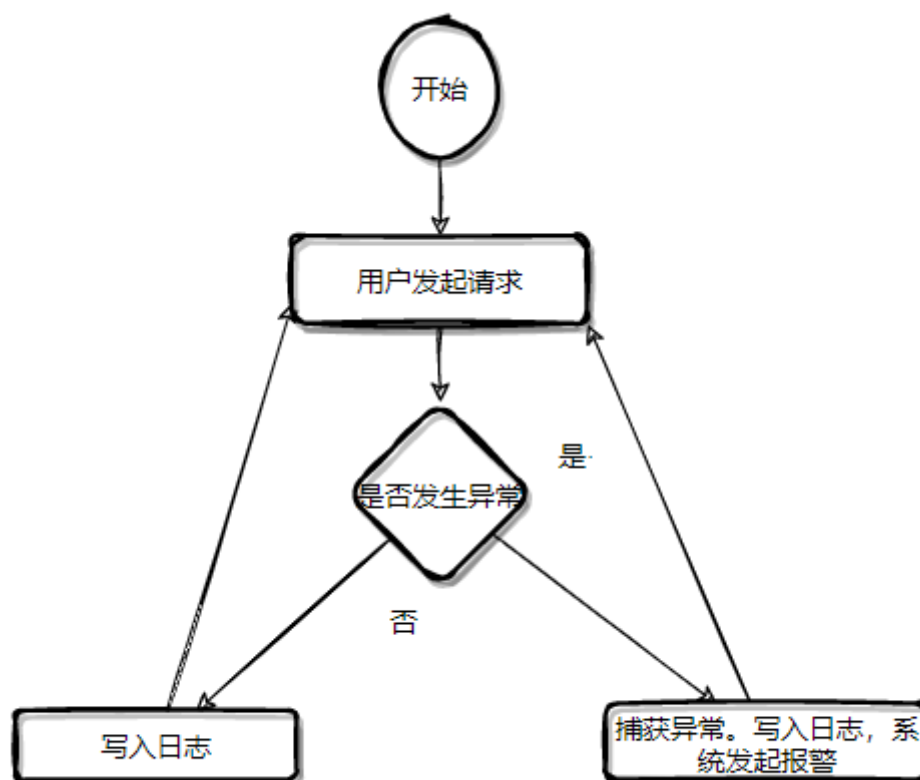 开始
用户发起请求
是
是否发生异常
否
写入日志
捕获异常。写入日志，系
统发起报警